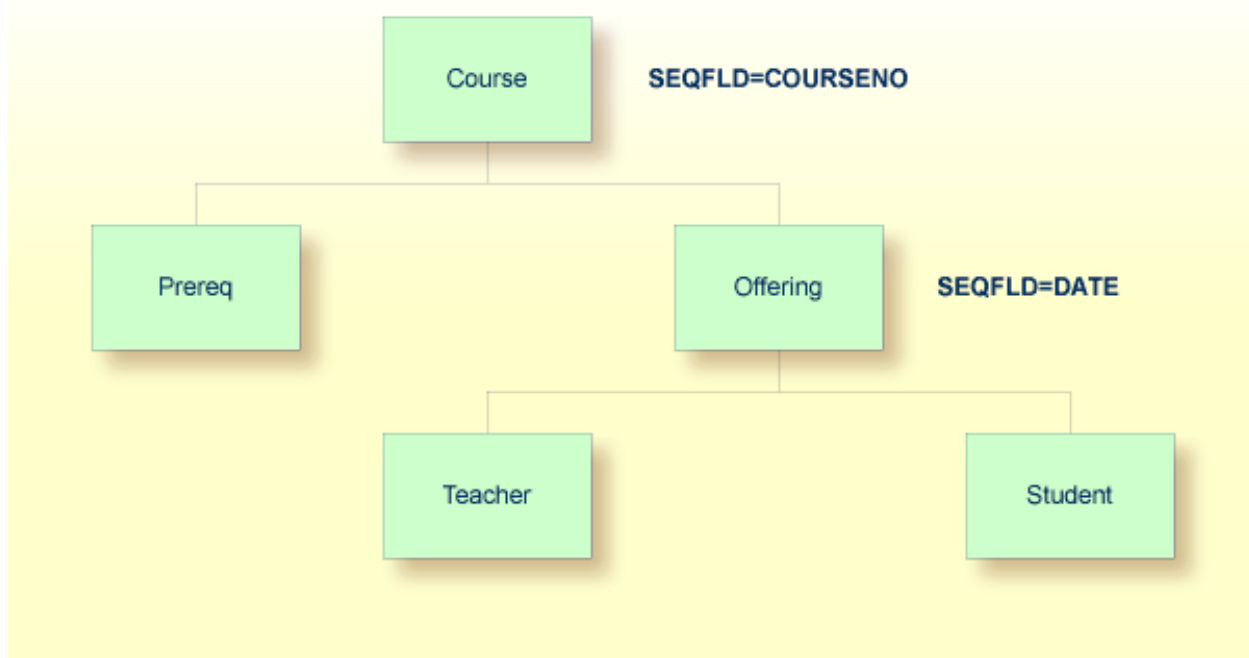 Course
SEQFLD=COURSENO
Prereq
Offering
SEQFLD=DATE
Teacher
Student